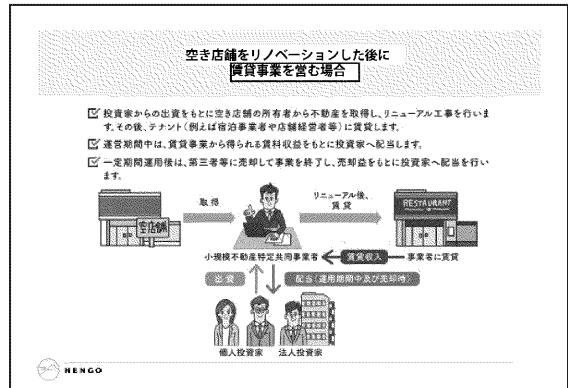 空き店舗をリノベーションした後に
賃貸事業を営む場合
投資家からの出資をもとに空き店舗の所有者から不動産を取得し、リニューアル工事を行いま
す。その後、テナント(例えば宿泊事業者や店舗経営者等)に賃貸します。
運営期間中は、賃貸事業から得られる賃料収益をもとに投資家へ配当します。
一定期間運用後は、第三者等に売却して事業を終了し、売却益をもとに投資家へ配当を行い
ます。
取得
リニューアル後、
賃貸
空店舗
RESTAURANT
小規模不動産特定共同事業者
賃貸収入
事業者に賃貸
出資
配当(運用期間中及び売却時)
個人投資家
法人投資家
NENGO